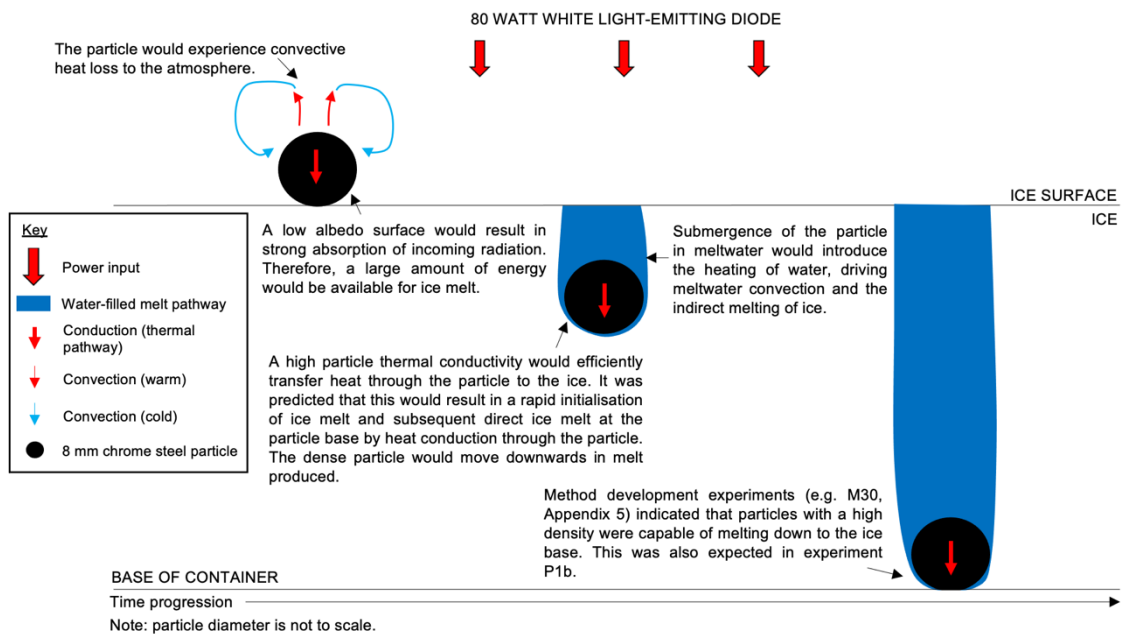 80 WATT WHITE LIGHT-EMITTING DIODE
The particle would experience convective
heat loss to the atmosphere.
ICE SURFACE
ICE
A low albedo surface would result in
strong absorption of incoming radiation.
Therefore, a large amount of energy
would be available for ice melt.
Submergence of the particle
in meltwater would introduce
the heating of water, driving
meltwater convection and the
indirect melting of ice.
Key
Power input
Water-filled melt pathway
Conduction (thermal
pathway)
Convection (warm)
Convection (cold)
8 mm chrome steel particle
A high particle thermal conductivity would efficiently
transfer heat through the particle to the ice. It was
predicted that this would result in a rapid initialisation
of ice melt and subsequent direct ice melt at the
particle base by heat conduction through the particle.
The dense particle would move downwards in melt
produced.
Method development experiments (e.g. M30,
Appendix 5) indicated that particles with a high
density were capable of melting down to the ice
base. This was also expected in experiment
P1b.
BASE OF CONTAINER
Time progression
Note: particle diameter is not to scale.